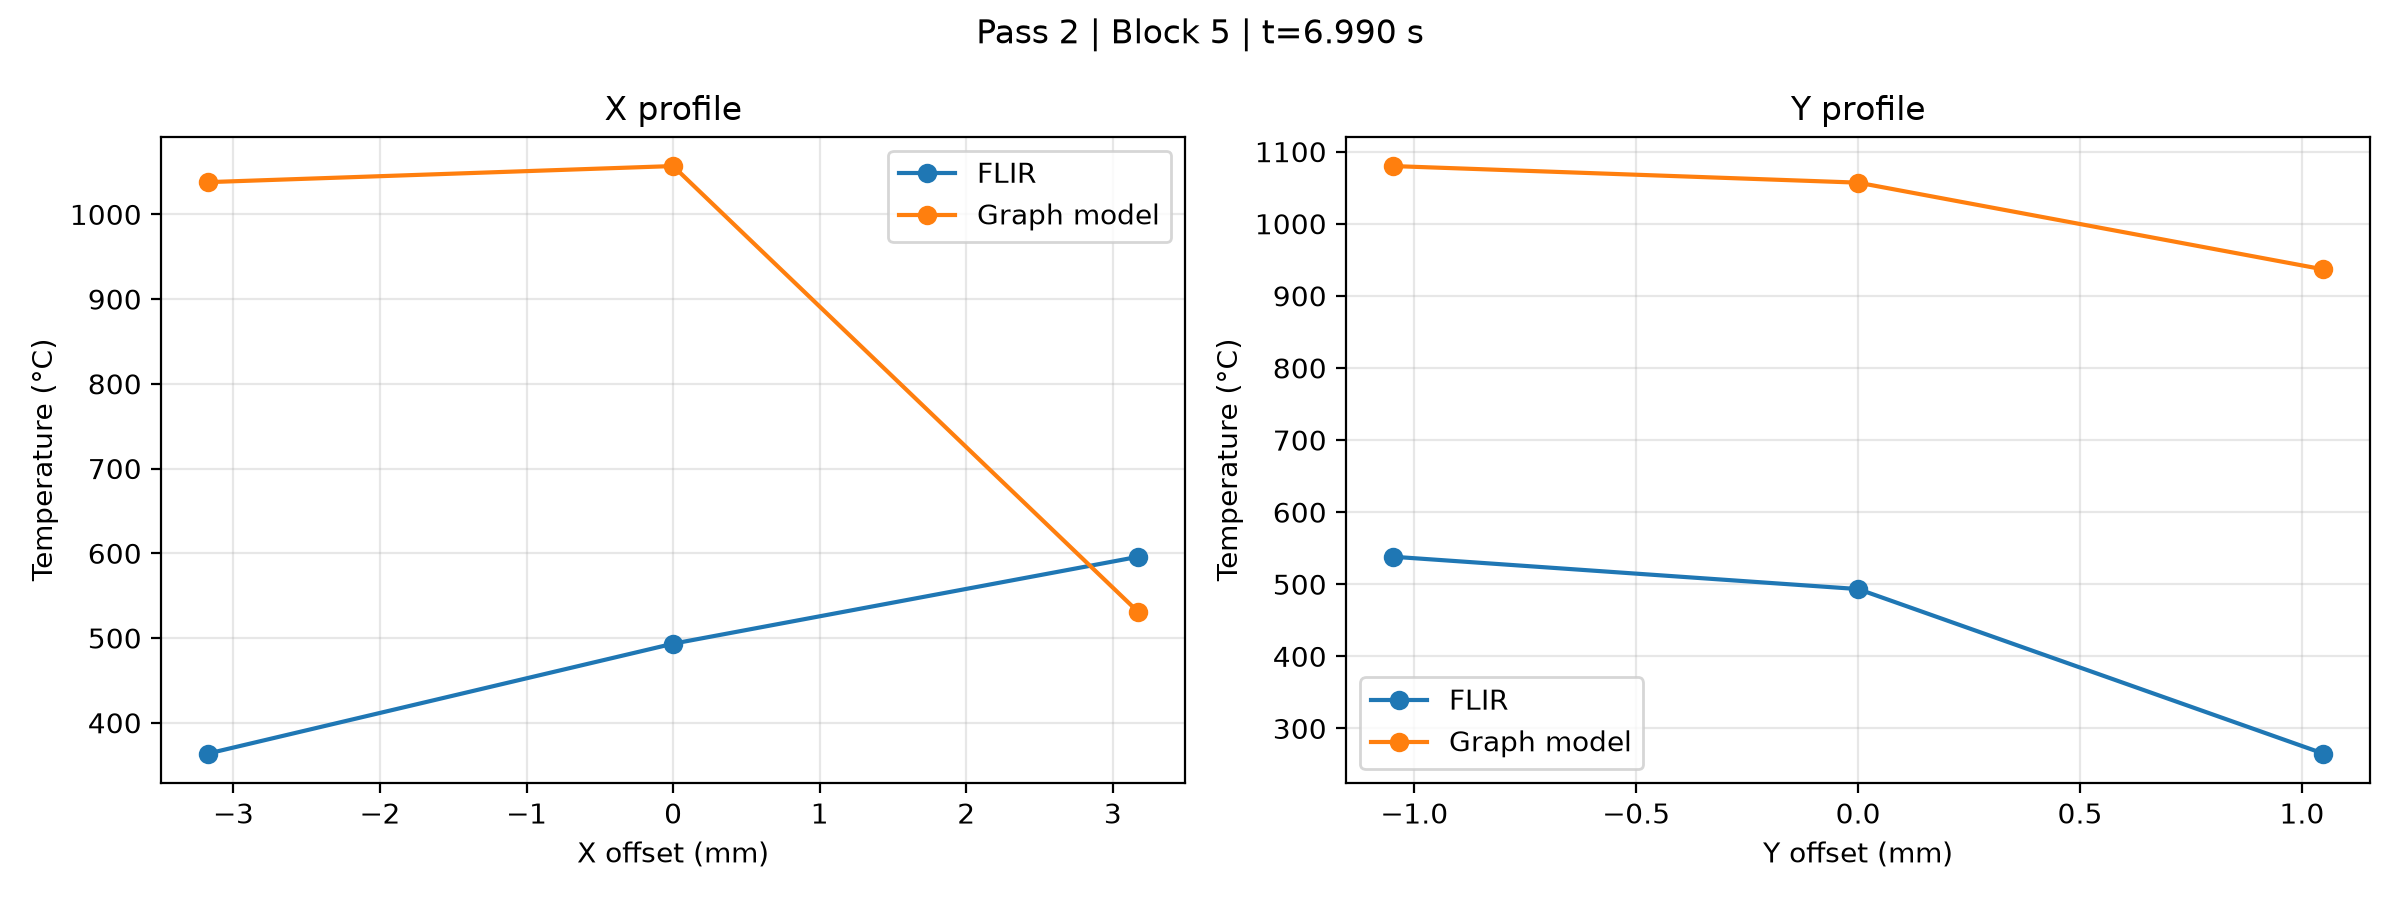 Pass 2 | Block 5 | t=6.990 s
X profile
FLIR
Graph model
1000
900
800
700
600
500
400
Temperature (°C)
−3
−2
−1
0
1
2
3
X offset (mm)
Y profile
FLIR
Graph model
1100
1000
900
800
700
600
500
400
300
Temperature (°C)
−1.0
−0.5
0.0
0.5
1.0
Y offset (mm)